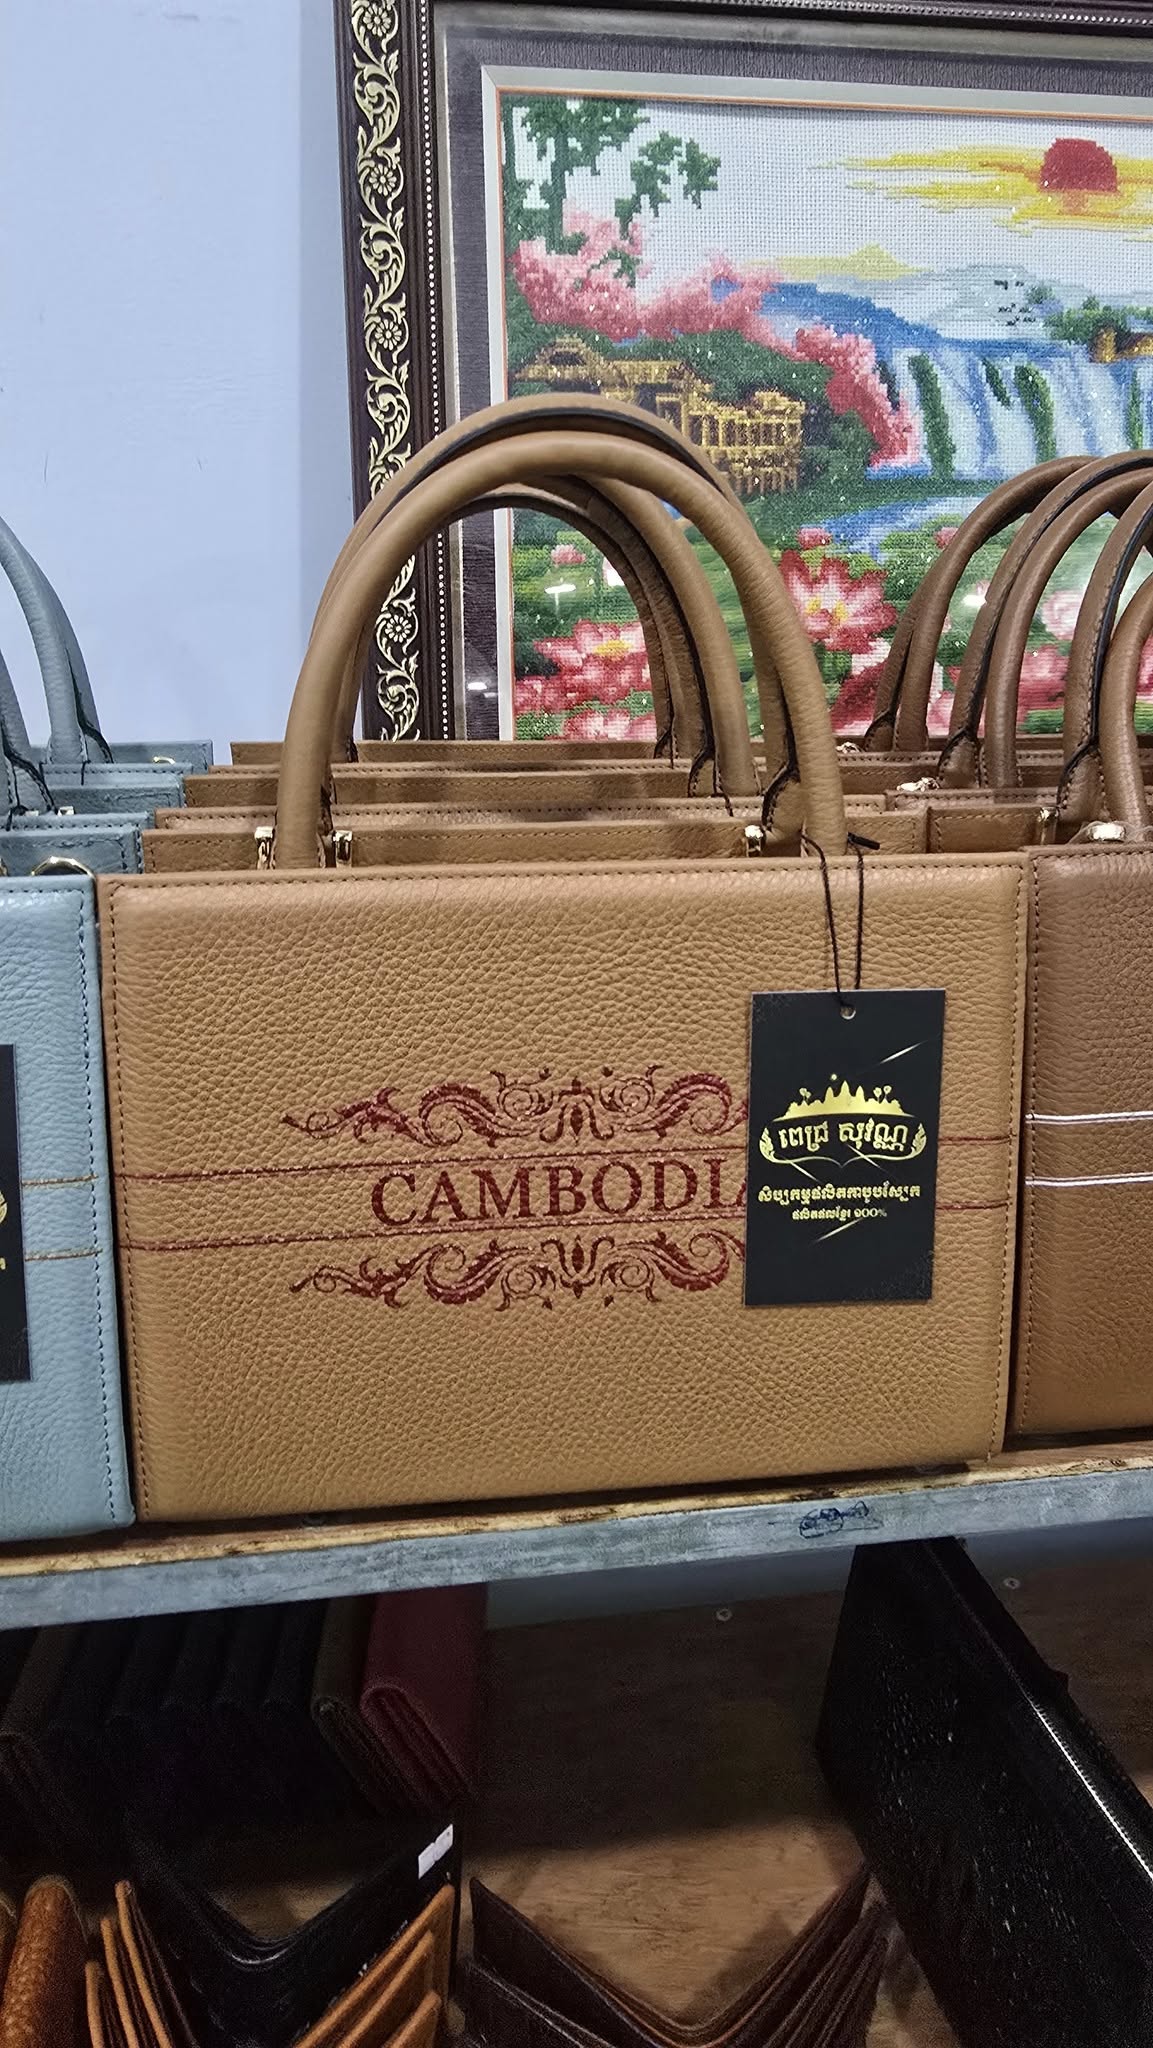 CAMBODIA
ពេជ្រ សុវណ្ណ
សិប្បកម្មផលិតកាបូបស្បែក
ផលិតផលខ្មែរ ១០០%